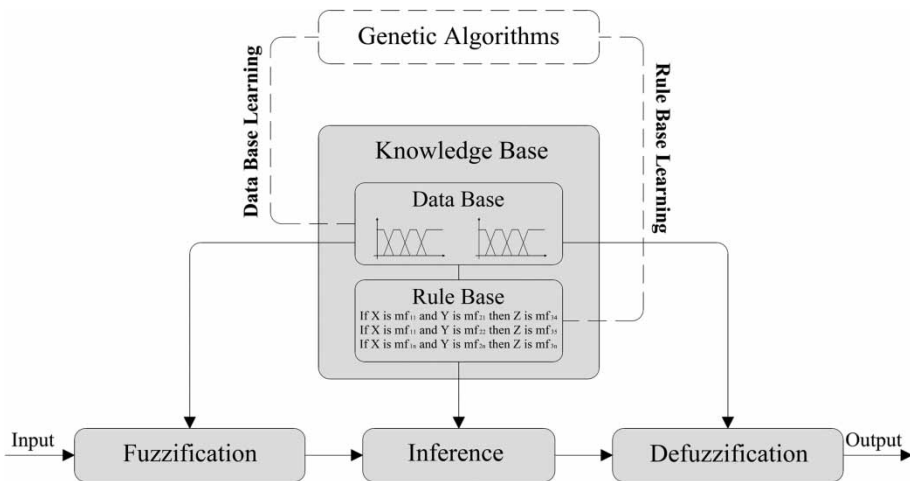 Genetic Algorithms
Data Base Learning
Rule Base Learning
Knowledge Base
Data Base
Rule Base
If X is mf₁₁ and Y is mf₂₁ then Z is mf₃₄
If X is mf₁₃ and Y is mf₂₂ then Z is mf₃₅
If X is mf₁ₙ and Y is mf₂ₙ then Z is mf₃ₙ
Input
Fuzzification
Inference
Defuzzification
Output